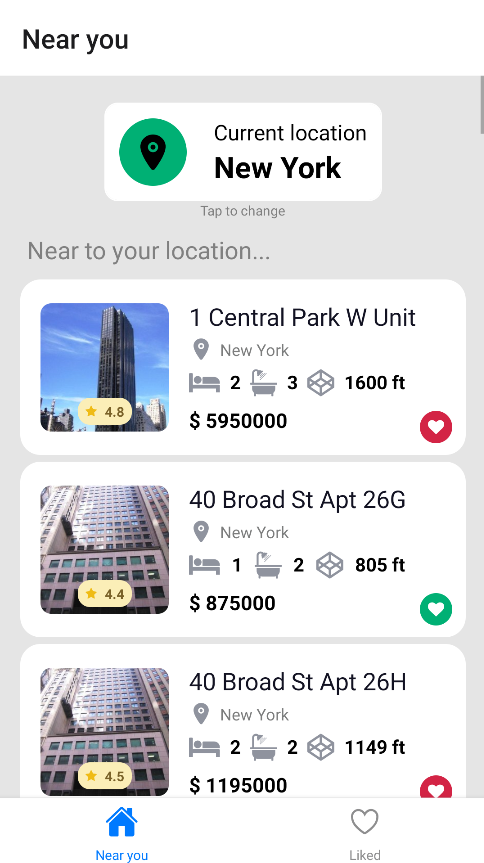 Near you
Current location
New York
Tap to change
Near to your location...
1 Central Park W Unit
New York
2 3 1600 ft
4.8
$ 5950000
40 Broad St Apt 26G
New York
1 2 805 ft
4.4
$ 875000
40 Broad St Apt 26H
New York
2 2 1149 ft
4.5
$ 1195000
Near you
Liked